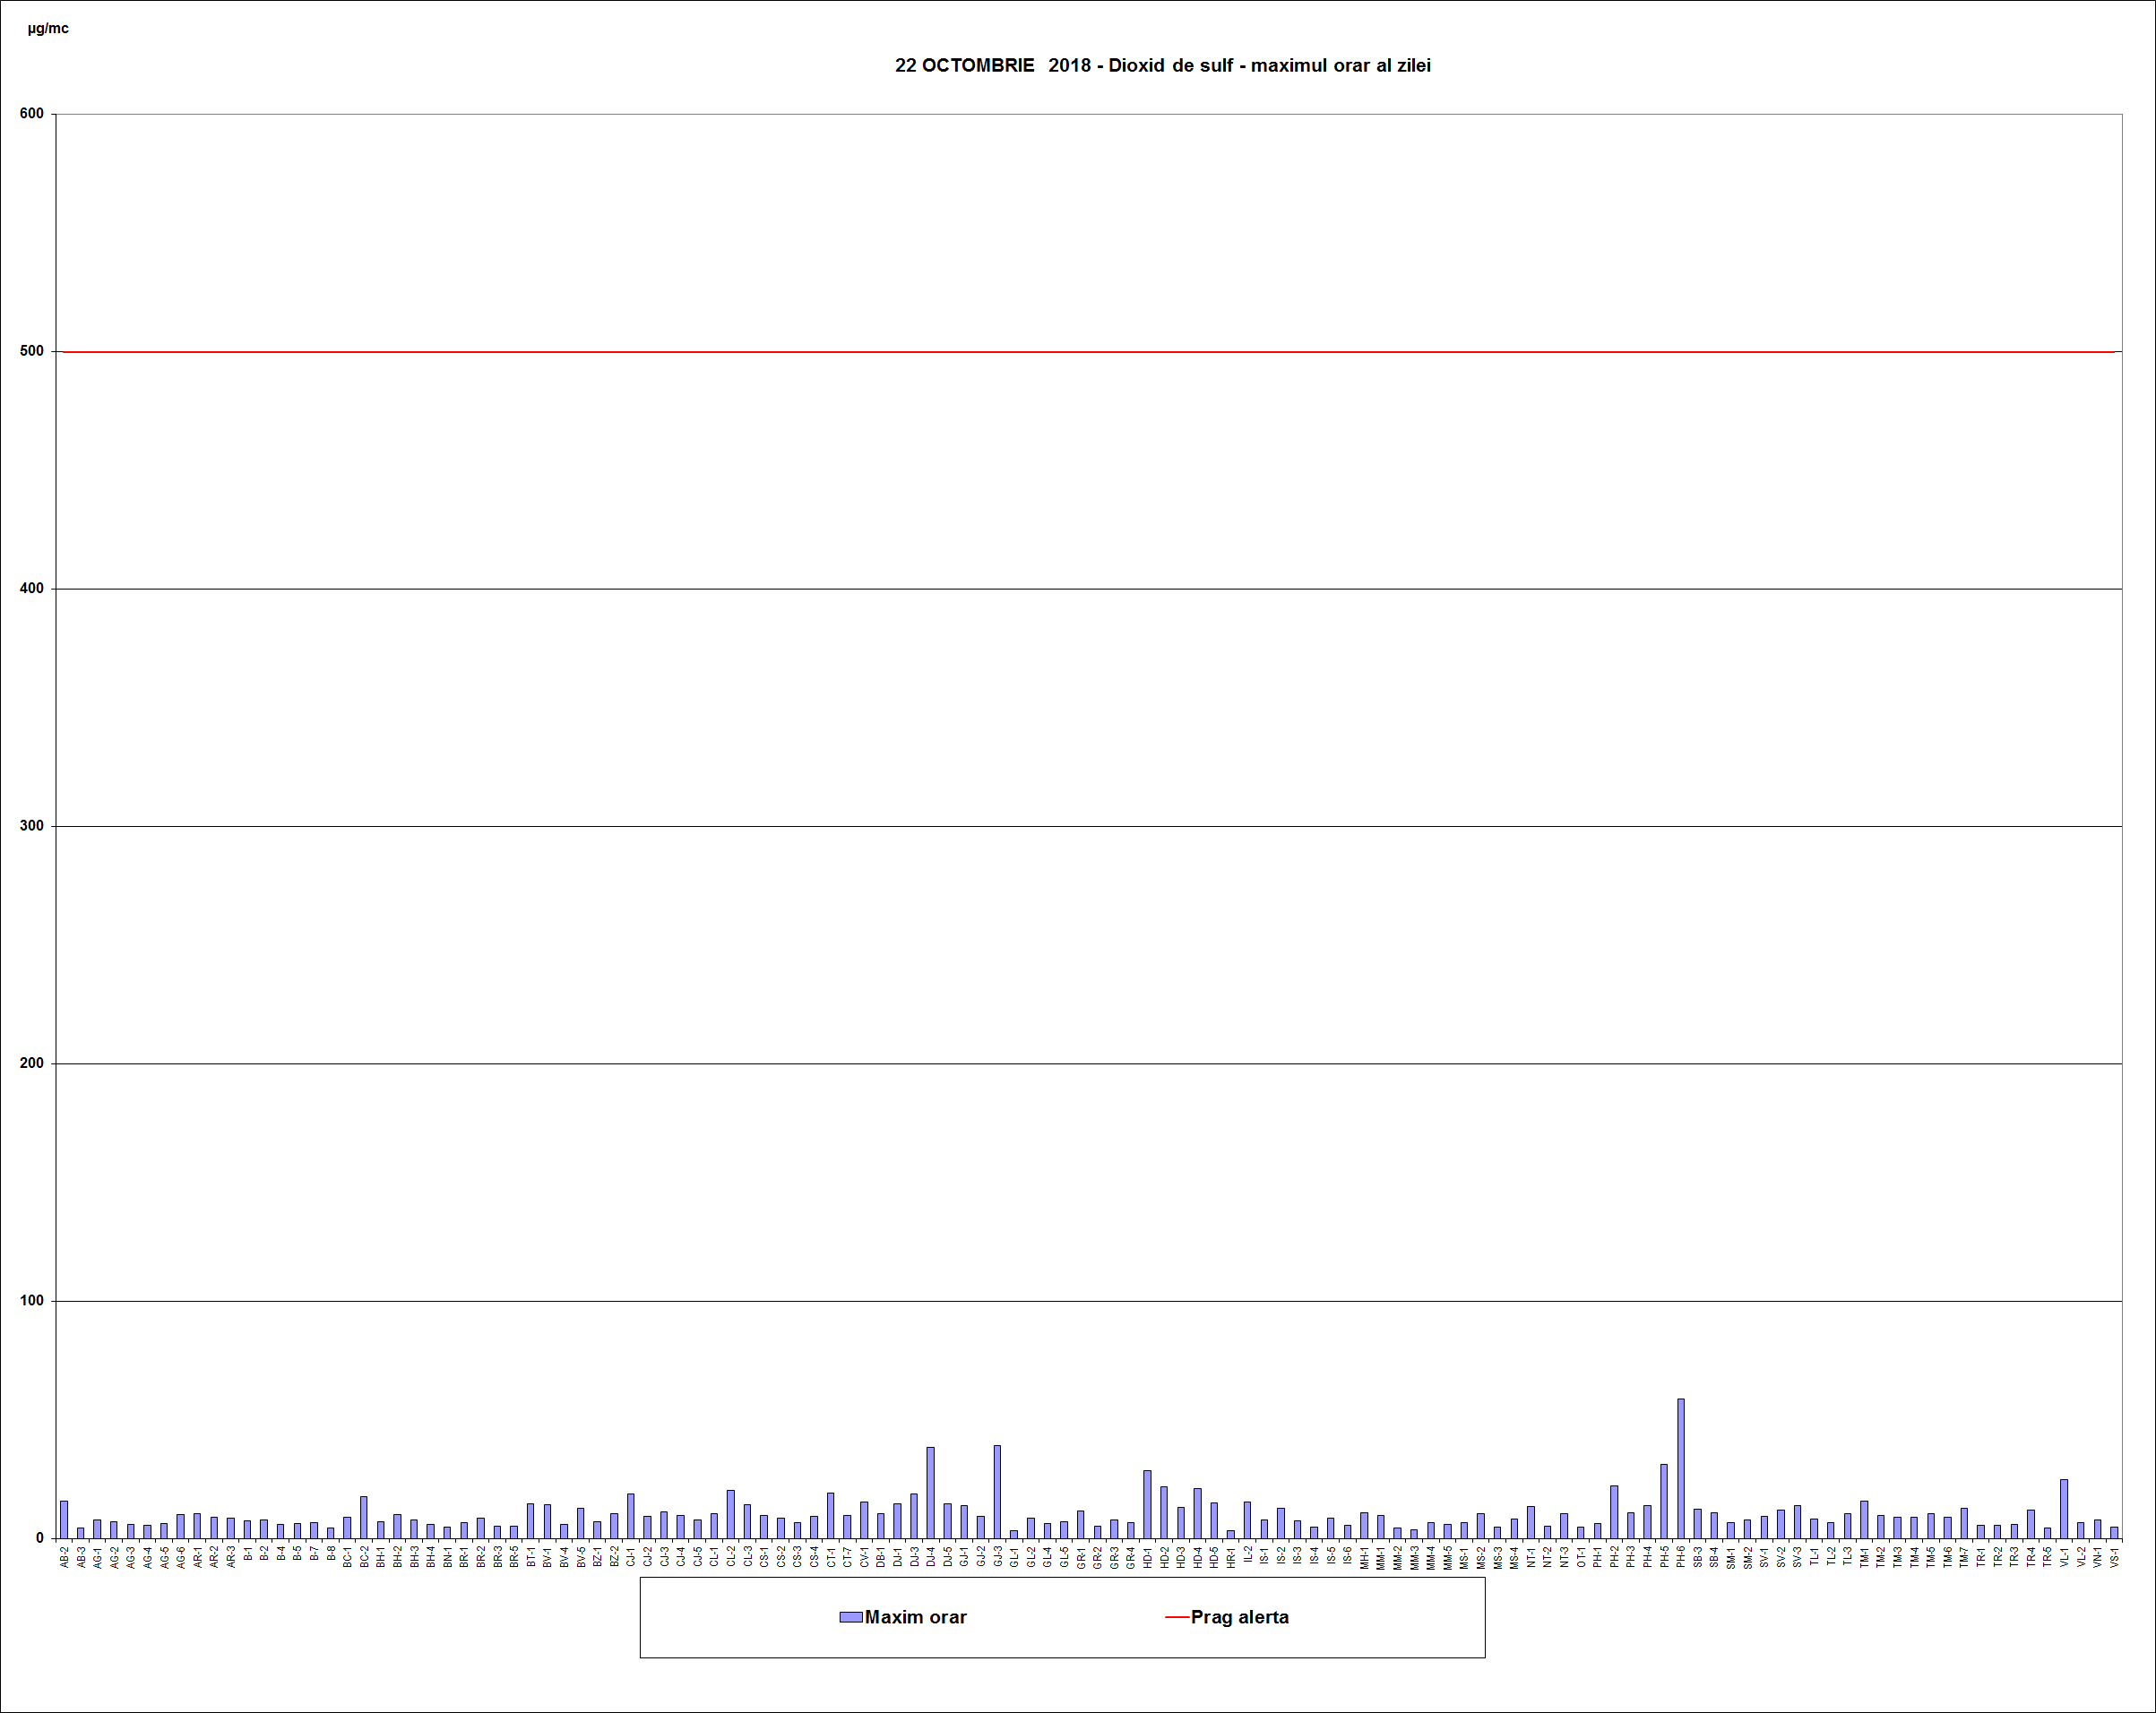 µg/mc
22 OCTOMBRIE 2018 - Dioxid de sulf - maximul orar al zilei
600
500
400
300
200
100
0
AB-2 AB-3 AG-1 AG-2 AG-3 AG-4 AG-5 AG-6 AR-1 AR-2 AR-3 B-1 B-2 B-4 B-5 B-7 B-8 BC-1 BC-2 BH-1 BH-2 BH-3 BH-4 BN-1 BR-1 BR-2 BR-3 BR-5 BT-1 BV-1 BV-4 BV-5 BZ-1 BZ-2 CJ-1 CJ-2 CJ-3 CJ-4 CJ-5 CL-1 CL-2 CL-3 CS-1 CS-2 CS-3 CS-4 CT-1 CT-7 CV-1 DB-1 DJ-1 DJ-3 DJ-4 DJ-5 GJ-1 GJ-2 GJ-3 GL-1 GL-2 GL-4 GL-5 GR-1 GR-2 GR-3 GR-4 HD-1 HD-2 HD-3 HD-4 HD-5 HR-1 IL-2 IS-1 IS-2 IS-3 IS-4 IS-5 IS-6 MH-1 MM-1 MM-2 MM-3 MM-4 MM-5 MS-1 MS-2 MS-3 MS-4 NT-1 NT-2 NT-3 OT-1 PH-1 PH-2 PH-3 PH-4 PH-5 PH-6 SB-3 SB-4 SM-1 SM-2 SV-1 SV-2 SV-3 TL-1 TL-2 TL-3 TM-1 TM-2 TM-3 TM-4 TM-5 TM-6 TM-7 TR-1 TR-2 TR-3 TR-4 TR-5 VL-1 VL-2 VN-1 VS-1
Maxim orar Prag alerta